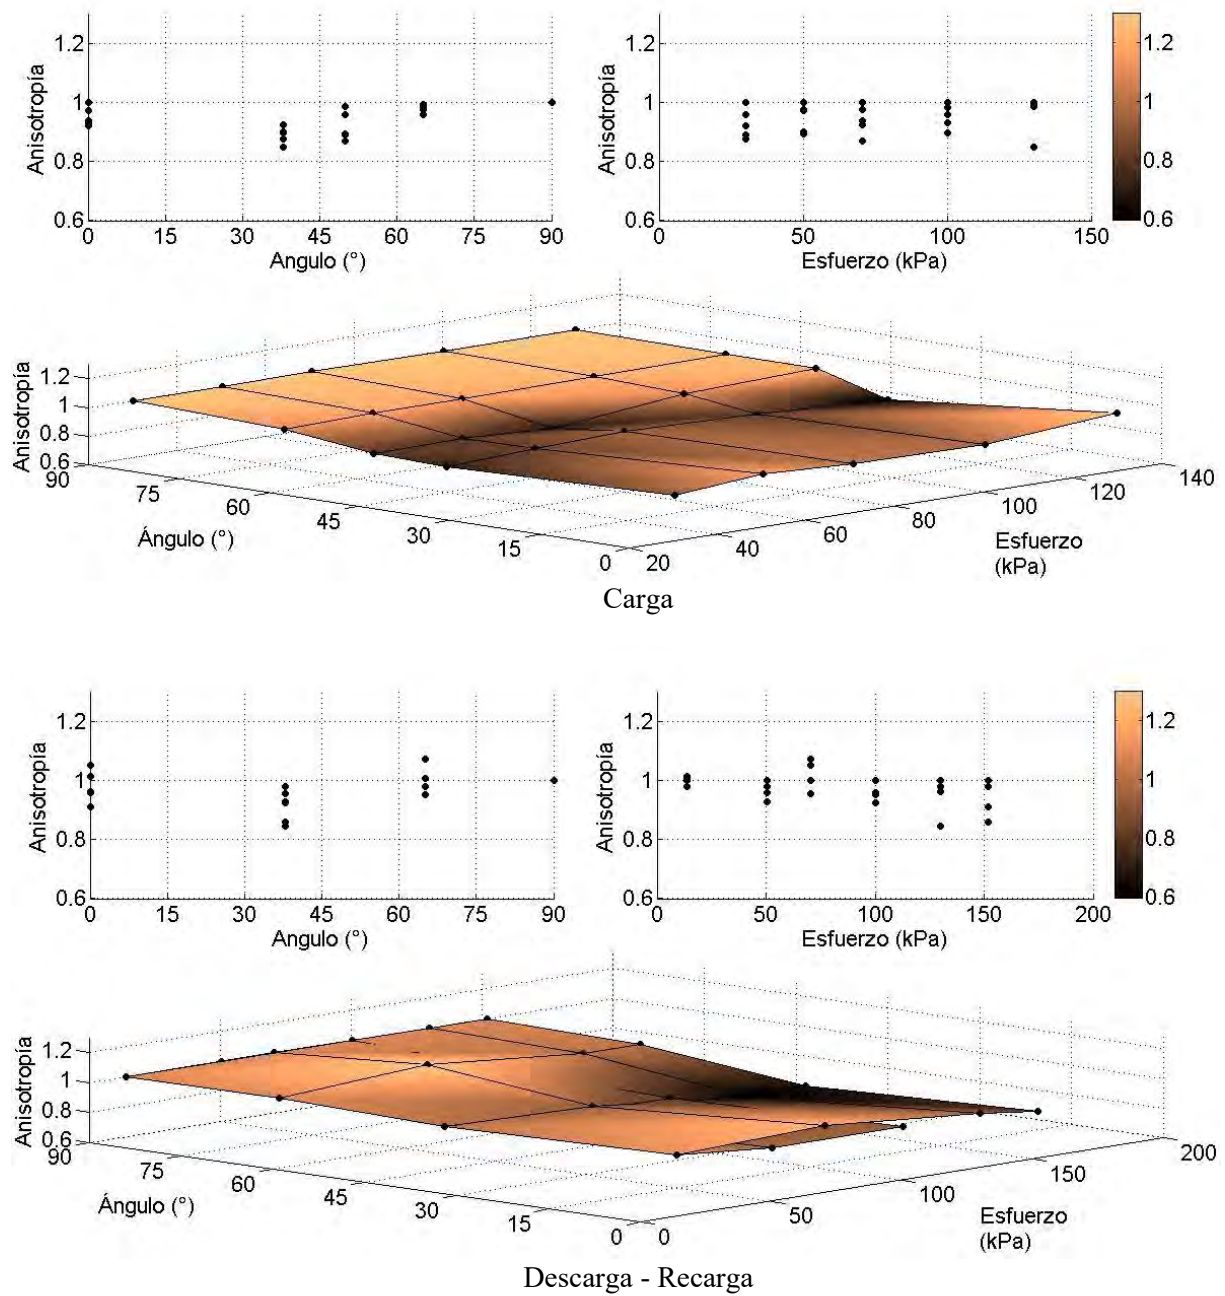 Anisotropía
1.2
1
0.8
0.6
0 15 30 45 60 75 90
Angulo (°)
Anisotropía
1.2
1
0.8
0.6
0 50 100 150
Esfuerzo (kPa)
1.2
1
0.8
0.6
Anisotropía
1.2
1
0.8
0.6
90 75 60 45 30 15 0
Ángulo (°)
20 40 60 80 100 120 140
Esfuerzo
(kPa)
Carga
Anisotropía
1.2
1
0.8
0.6
0 15 30 45 60 75 90
Angulo (°)
Anisotropía
1.2
1
0.8
0.6
0 50 100 150 200
Esfuerzo (kPa)
1.2
1
0.8
0.6
Anisotropía
1.2
1
0.8
0.6
90 75 60 45 30 15 0
Ángulo (°)
0 50 100 150 200
Esfuerzo
(kPa)
Descarga - Recarga